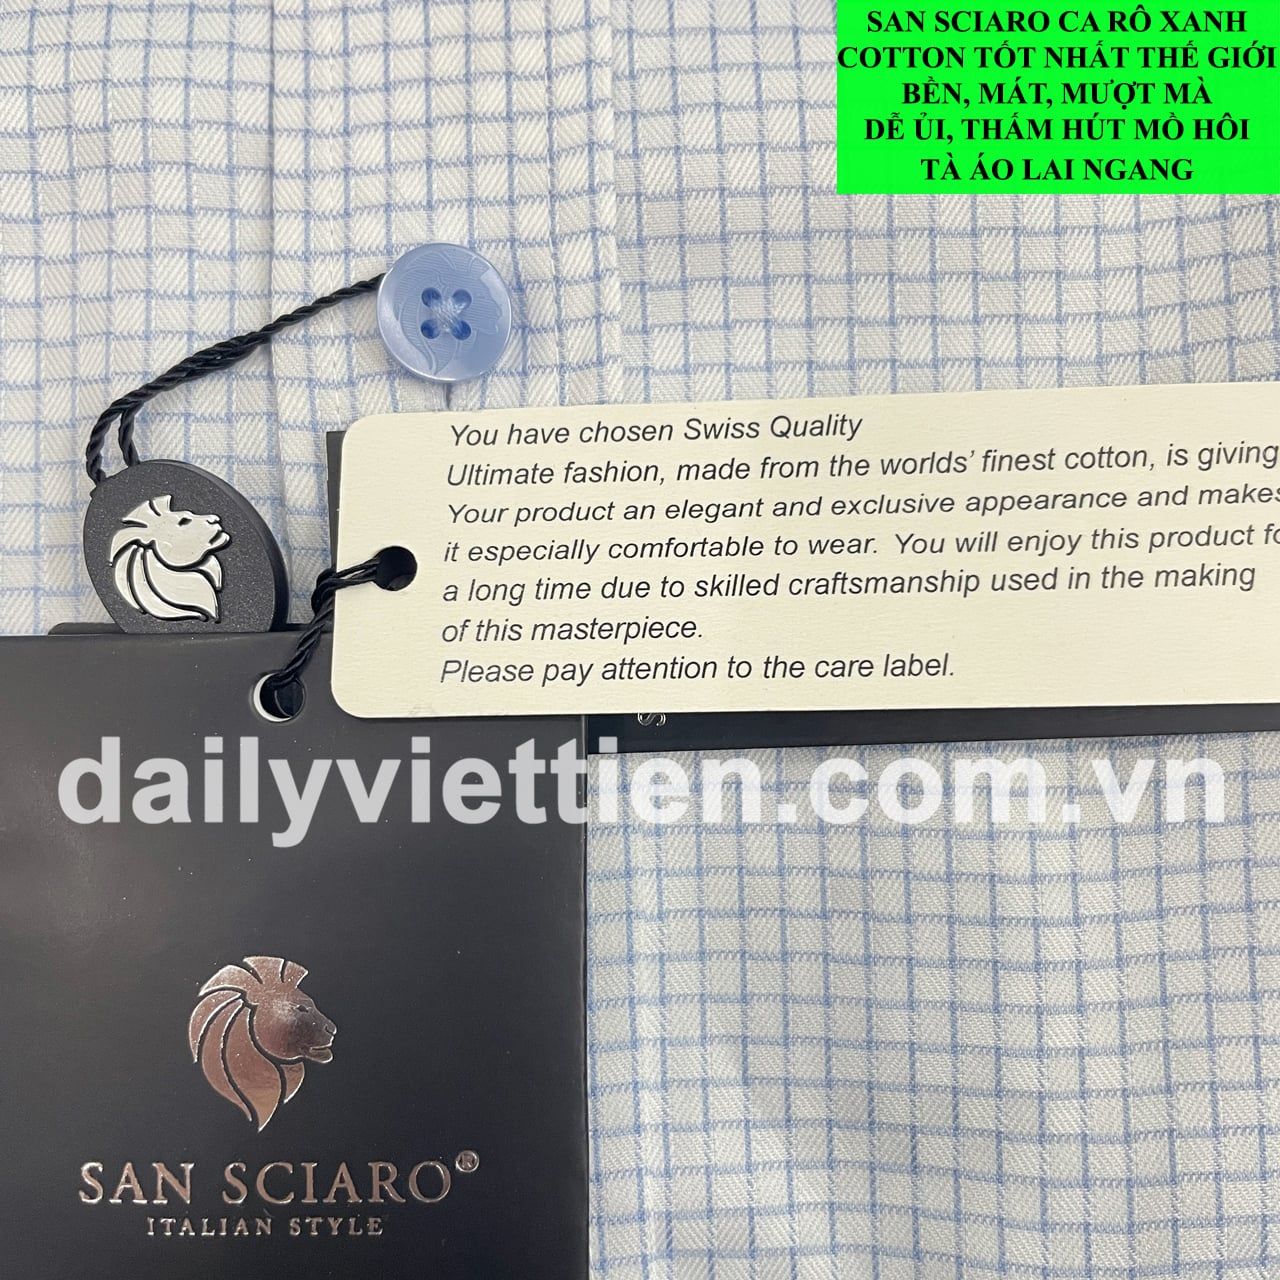 SAN SCIARO CA RÔ XANH
COTTON TỐT NHẤT THẾ GIỚI
BỀN, MÁT, MƯỢT MÀ
DỄ ỦI, THẤM HÚT MỒ HÔI
TÀ ÁO LAI NGANG
You have chosen Swiss Quality
Ultimate fashion, made from the worlds' finest cotton, is giving
Your product an elegant and exclusive appearance and makes
it especially comfortable to wear. You will enjoy this product fo
a long time due to skilled craftsmanship used in the making
of this masterpiece.
Please pay attention to the care label.
S
dailyviettien.com.vn
SAN SCIARO®
ITALIAN STYLE